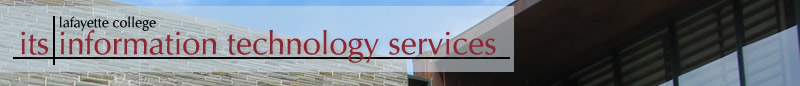 lafayette college
its information technology services